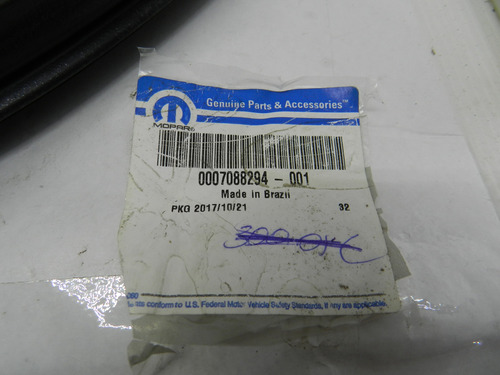 Genuine Parts & Accessories™
MOPAR®
0007088294 - 001
Made in Brazil
PKG 2017/10/21 32
060
conform to U.S. Federal Motor Vehicle Safety Standards, if any are applicable.